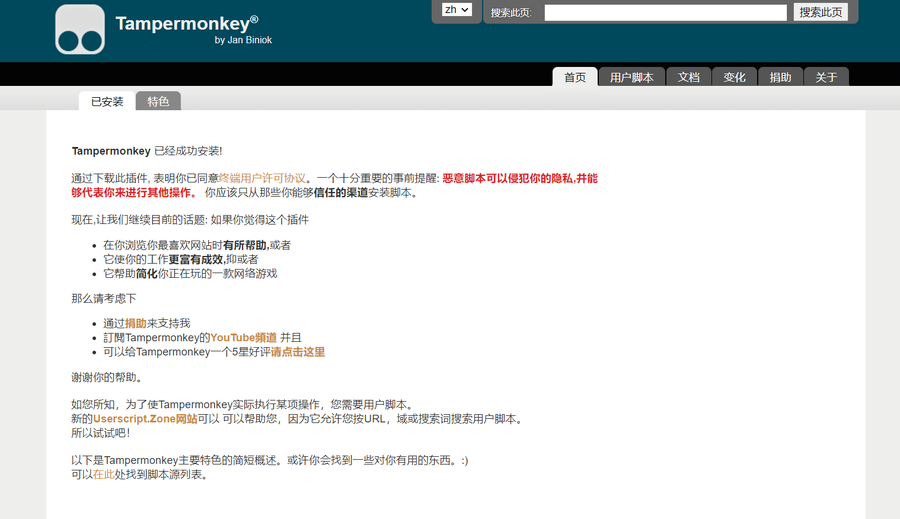 Tampermonkey®
by Jan Biniok
zh
搜索此页:
搜索此页
首页 用户脚本 文档 变化 捐助 关于
已安装 特色
Tampermonkey 已经成功安装!
通过下载此插件, 表明你已同意终端用户许可协议。一个十分重要的事前提醒: 恶意脚本可以侵犯你的隐私,并能
够代表你来进行其他操作。 你应该只从那些你能够信任的渠道安装脚本。
现在,让我们继续目前的话题: 如果你觉得这个插件
• 在你浏览你最喜欢网站时有所帮助,或者
• 它使你的工作更富有成效,抑或者
• 它帮助简化你正在玩的一款网络游戏
那么请考虑下
• 通过捐助来支持我
• 訂閱Tampermonkey的YouTube頻道 并且
• 可以给Tampermonkey一个5星好评请点击这里
谢谢你的帮助。
如您所知，为了使Tampermonkey实际执行某项操作，您需要用户脚本。
新的Userscript.Zone网站可以 可以帮助您，因为它允许您按URL，域或搜索词搜索用户脚本。
所以试试吧！
以下是Tampermonkey主要特色的简短概述。或许你会找到一些对你有用的东西。:)
可以在此处找到脚本源列表。